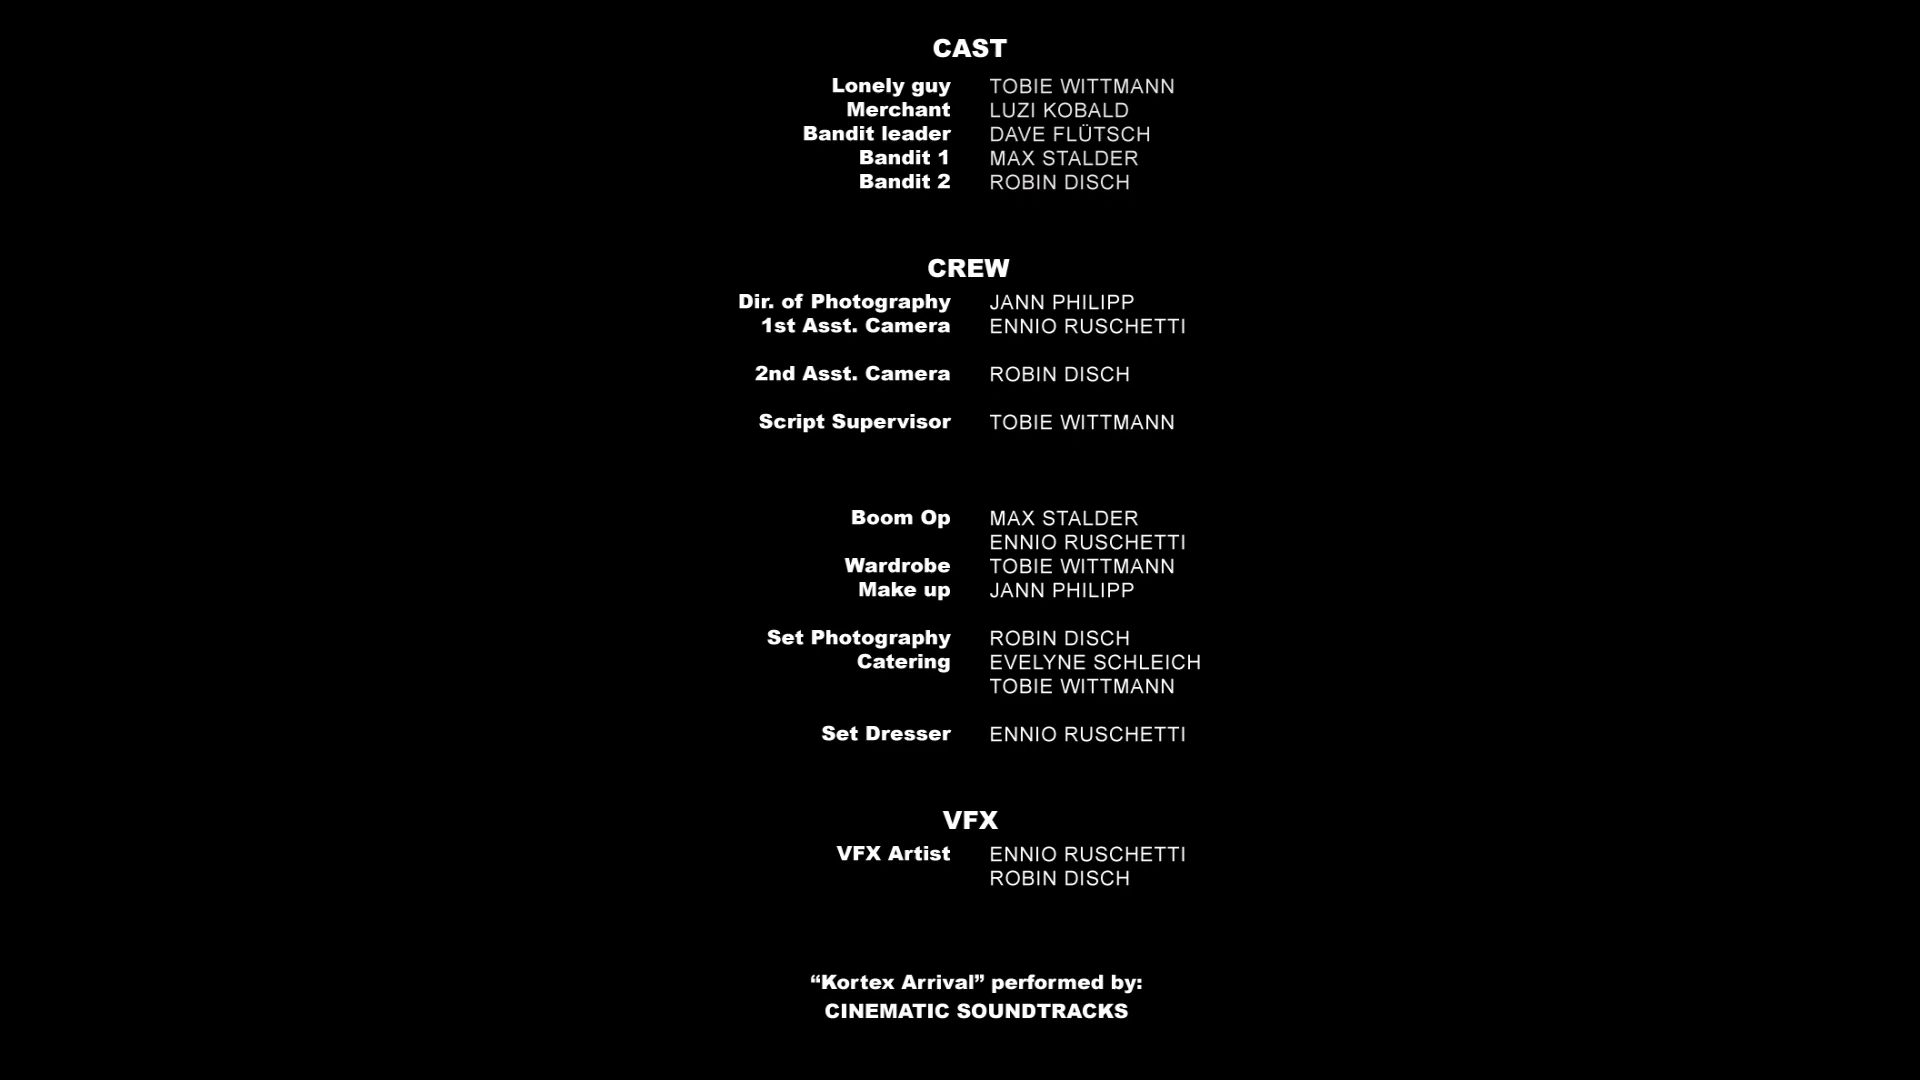 CAST
Lonely guy TOBIE WITTMANN
Merchant LUZI KOBALD
Bandit leader DAVE FLÜTSCH
Bandit 1 MAX STALDER
Bandit 2 ROBIN DISCH
CREW
Dir. of Photography JANN PHILIPP
1st Asst. Camera ENNIO RUSCHETTI
2nd Asst. Camera ROBIN DISCH
Script Supervisor TOBIE WITTMANN
Boom Op MAX STALDER
ENNIO RUSCHETTI
Wardrobe TOBIE WITTMANN
Make up JANN PHILIPP
Set Photography ROBIN DISCH
Catering EVELYNE SCHLEICH
TOBIE WITTMANN
Set Dresser ENNIO RUSCHETTI
VFX
VFX Artist ENNIO RUSCHETTI
ROBIN DISCH
“Kortex Arrival” performed by:
CINEMATIC SOUNDTRACKS